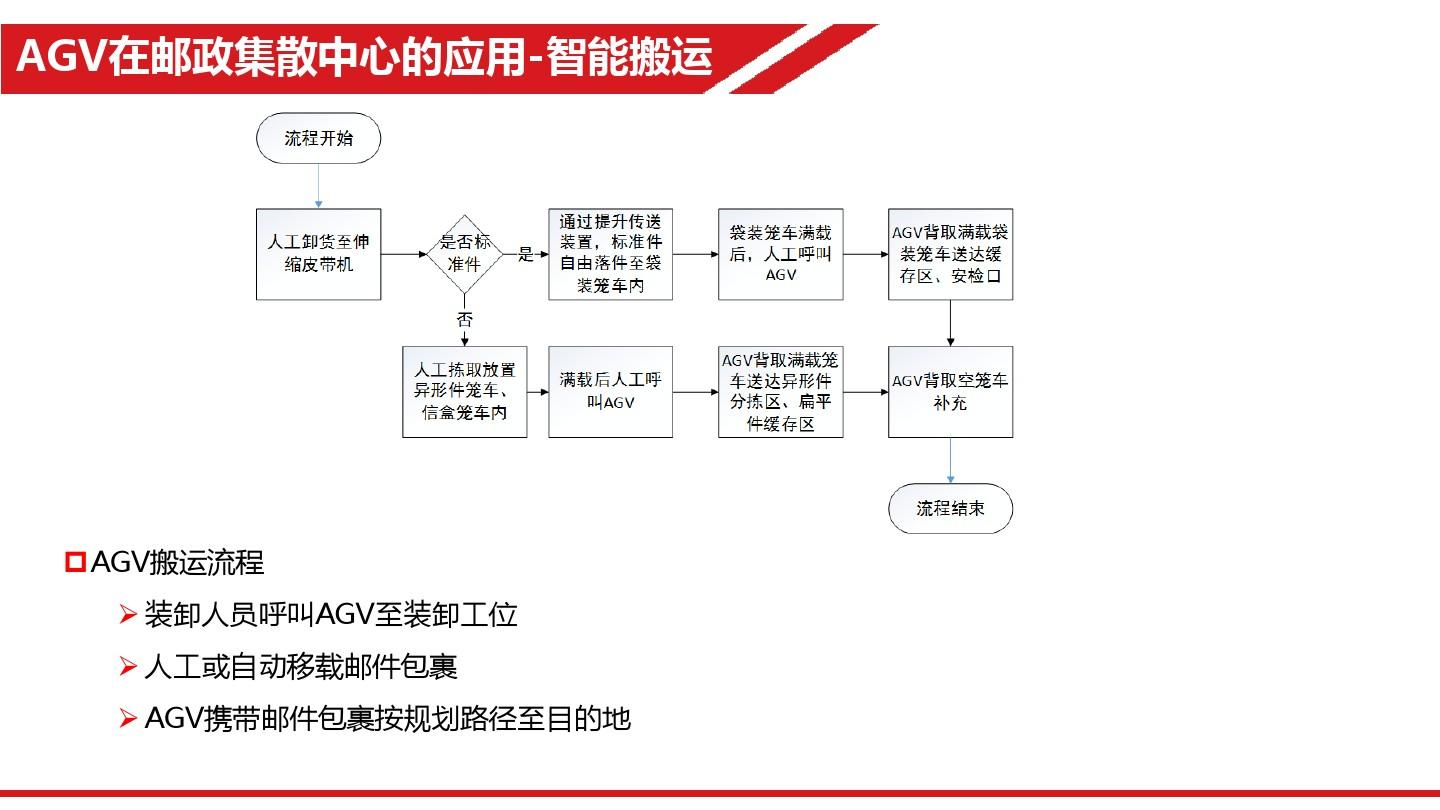 AGV在邮政集散中心的应用-智能搬运
流程开始
人工卸货至伸
缩皮带机
是否标
准件
是
通过提升传送
装置，标准件
自由落件至袋
装笼车内
袋装笼车满载
后，人工呼叫
AGV
AGV背取满载袋
装笼车送达缓
存区、安检口
否
人工拣取放置
异形件笼车、
信盒笼车内
满载后人工呼
叫AGV
AGV背取满载笼
车送达异形件
分拣区、扁平
件缓存区
AGV背取空笼车
补充
流程结束
AGV搬运流程
装卸人员呼叫AGV至装卸工位
人工或自动移载邮件包裹
AGV携带邮件包裹按规划路径至目的地